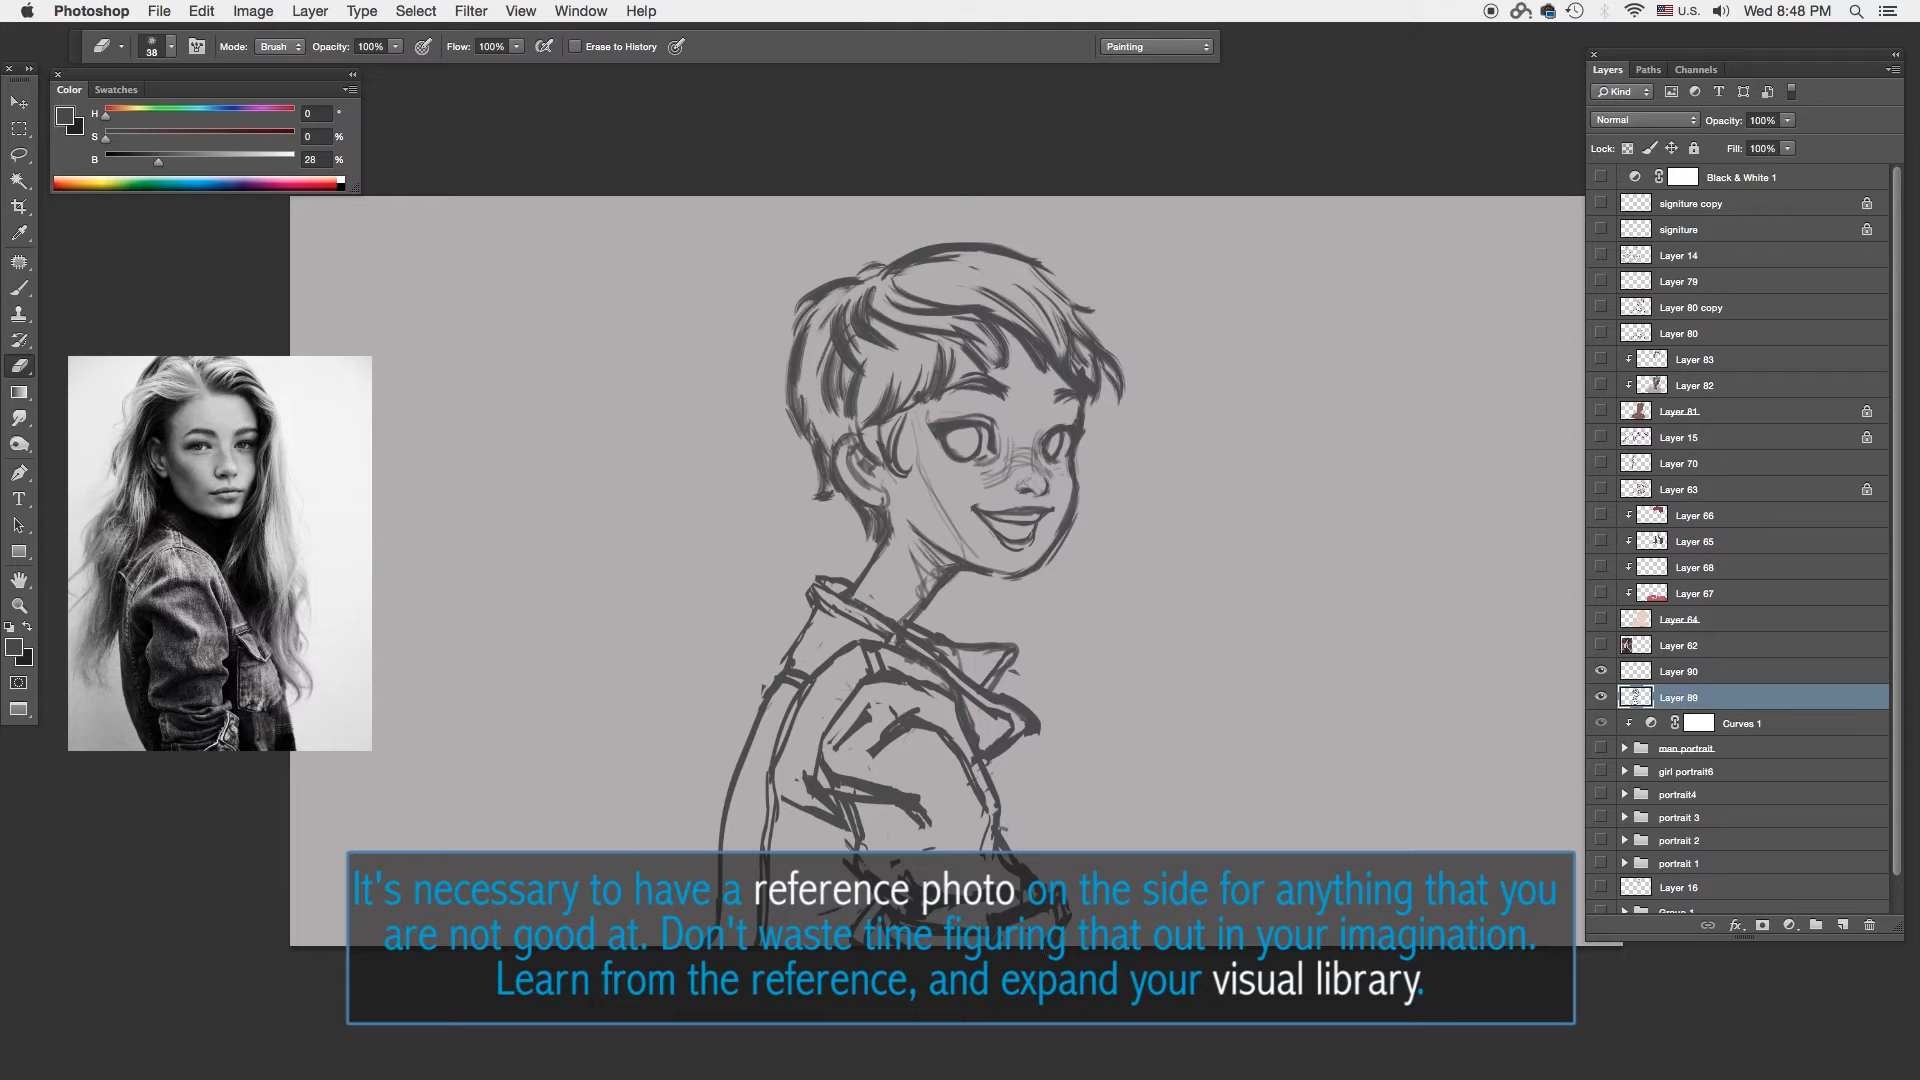 Photoshop File Edit Image Layer Type Select Filter View Window Help U.S. Wed 8:48 PM
38 Mode: Brush Opacity: 100% Flow: 100% Erase to History Painting
Color Swatches
H 0 °
S 0 %
B 28 %
Layers Paths Channels
Kind
Normal Opacity: 100%
Lock: Fill: 100%
Black & White 1
signiture copy
signiture
Layer 14
Layer 79
Layer 80 copy
Layer 80
Layer 83
Layer 82
Layer 81
Layer 15
Layer 70
Layer 63
Layer 66
Layer 65
Layer 68
Layer 67
Layer 64
Layer 62
Layer 90
Layer 89
Curves 1
man portrait
girl portrait6
portrait4
portrait 3
portrait 2
portrait 1
Layer 16
Group 1
It's necessary to have a reference photo on the side for anything that you
are not good at. Don't waste time figuring that out in your imagination.
Learn from the reference, and expand your visual library.